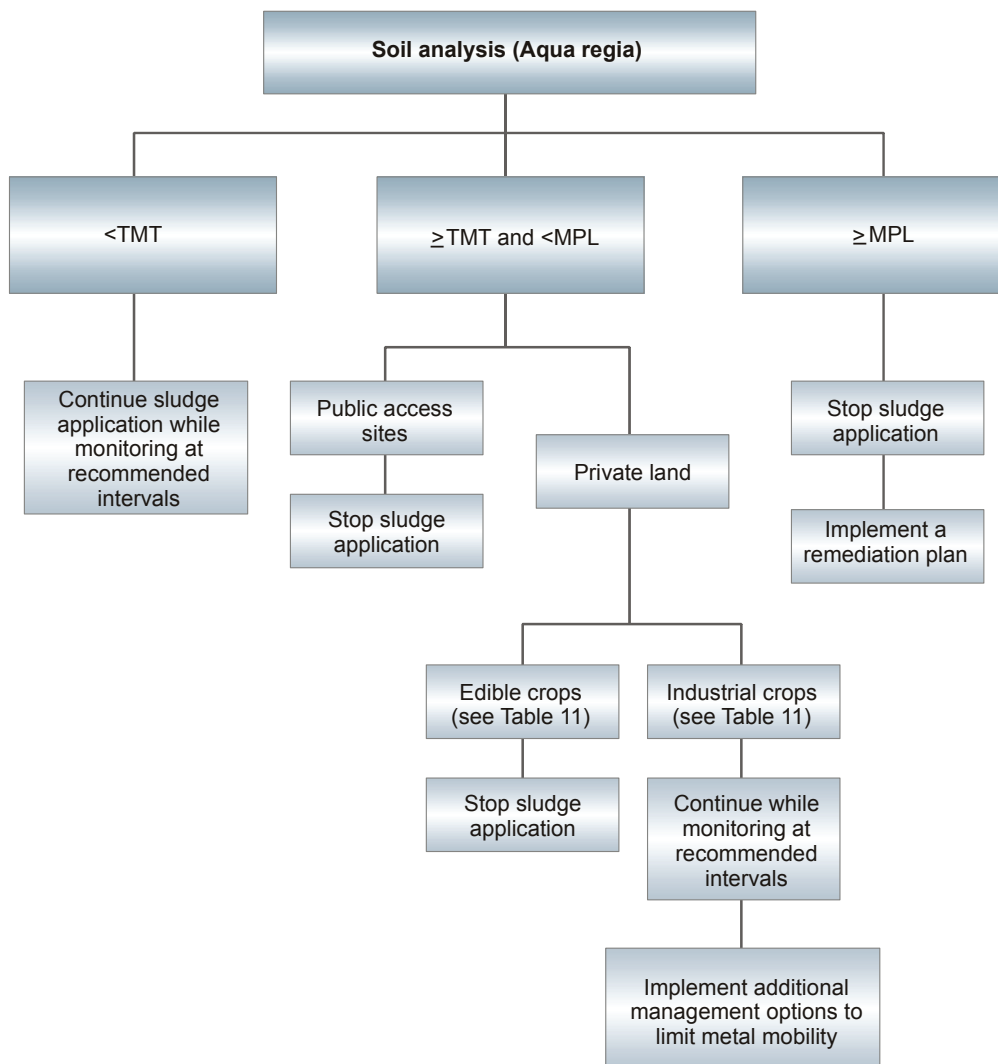 Soil analysis (Aqua regia)
<TMT
≥TMT and <MPL
≥MPL
Continue sludge
application while
monitoring at
recommended
intervals
Public access
sites
Stop sludge
application
Private land
Stop sludge
application
Implement a
remediation plan
Edible crops
(see Table 11)
Stop sludge
application
Industrial crops
(see Table 11)
Continue while
monitoring at
recommended
intervals
Implement additional
management options to
limit metal mobility